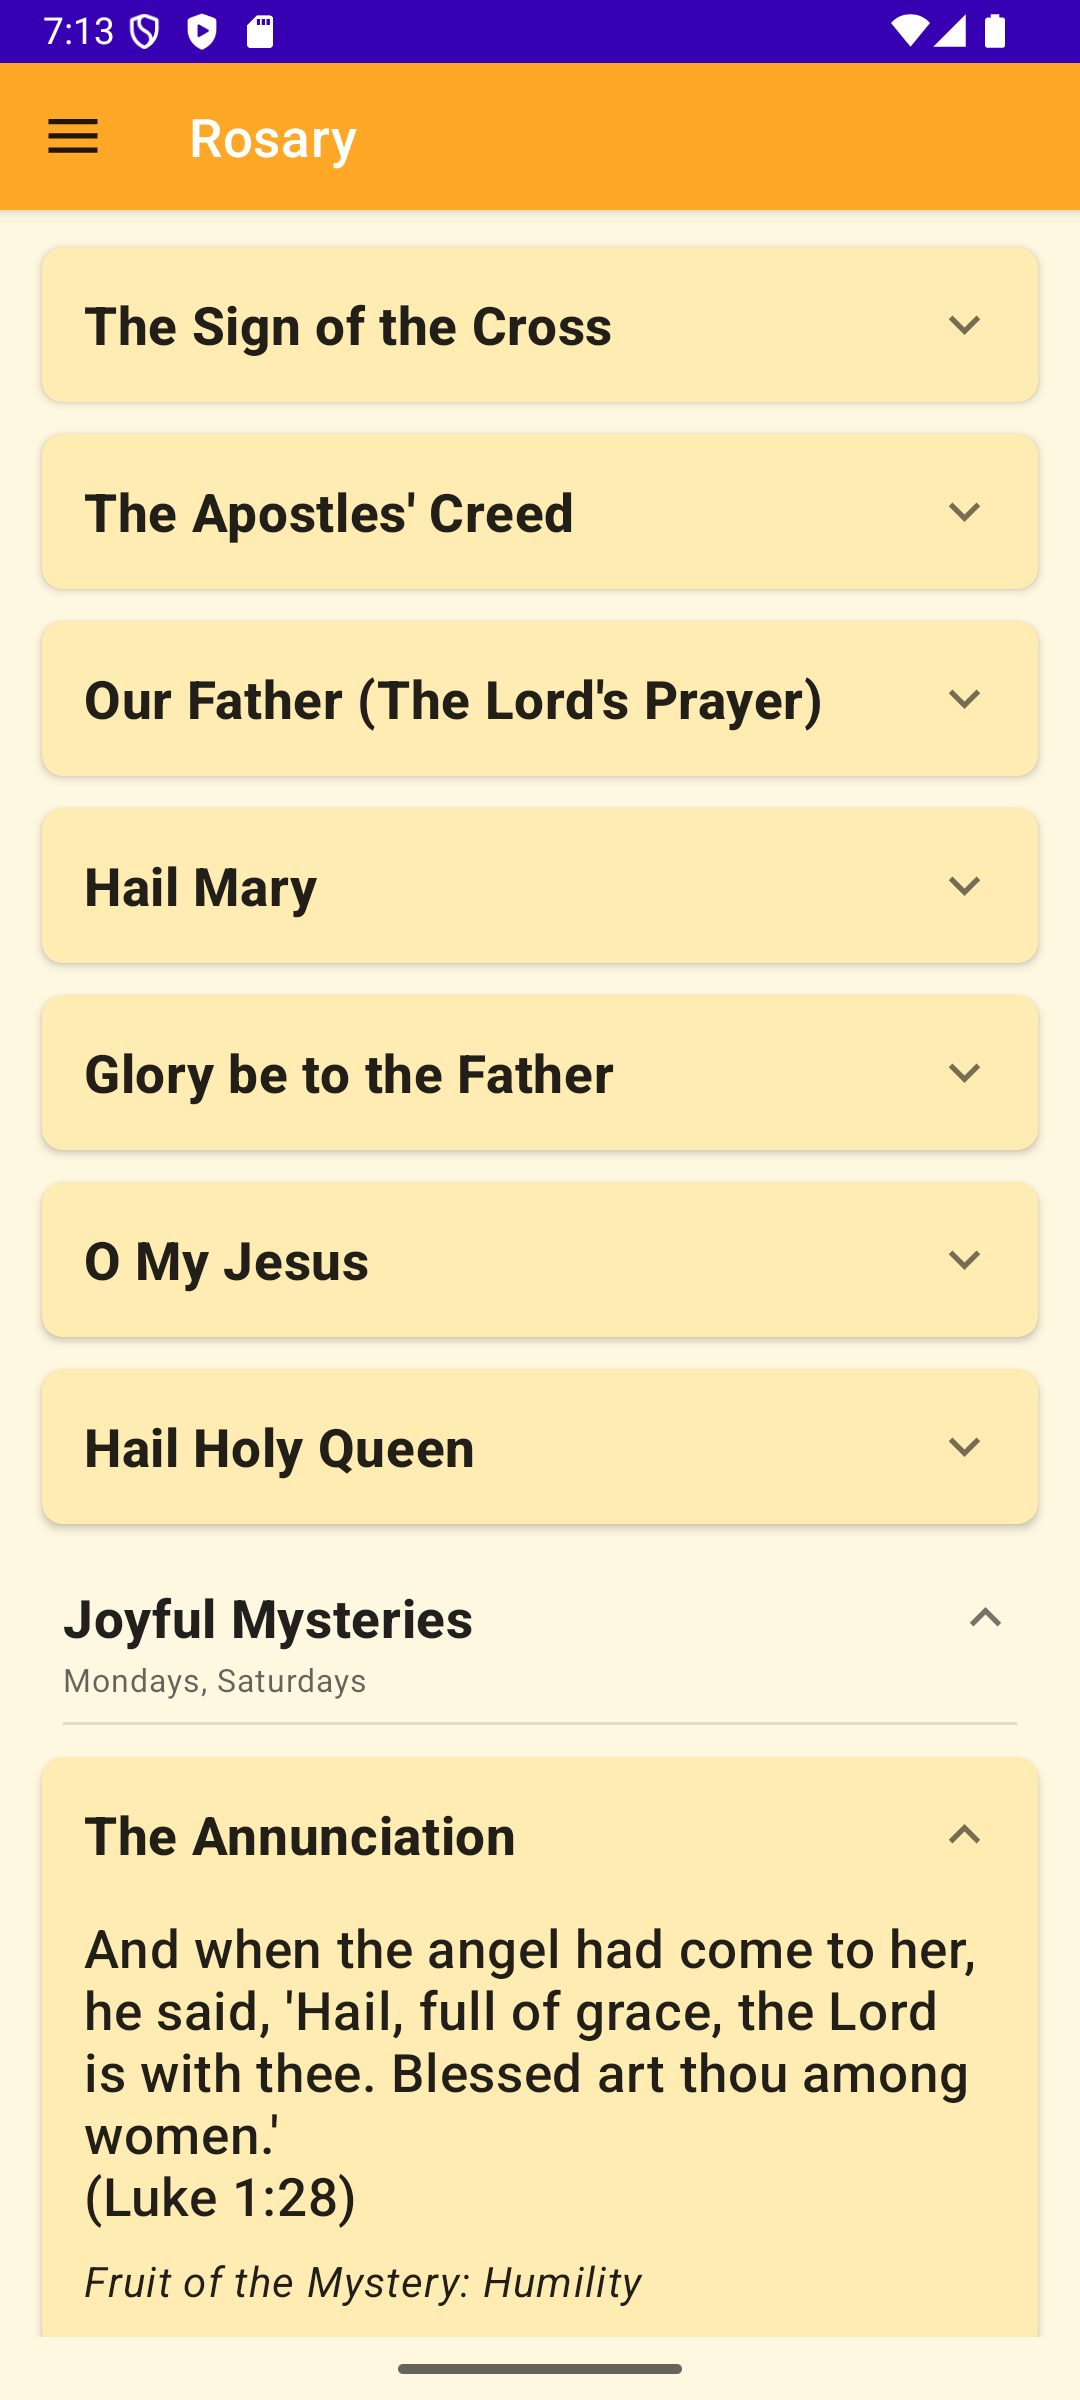 7:13
Rosary
The Sign of the Cross
The Apostles' Creed
Our Father (The Lord's Prayer)
Hail Mary
Glory be to the Father
O My Jesus
Hail Holy Queen
Joyful Mysteries
Mondays, Saturdays
The Annunciation
And when the angel had come to her,
he said, 'Hail, full of grace, the Lord
is with thee. Blessed art thou among
women.'
(Luke 1:28)
Fruit of the Mystery: Humility